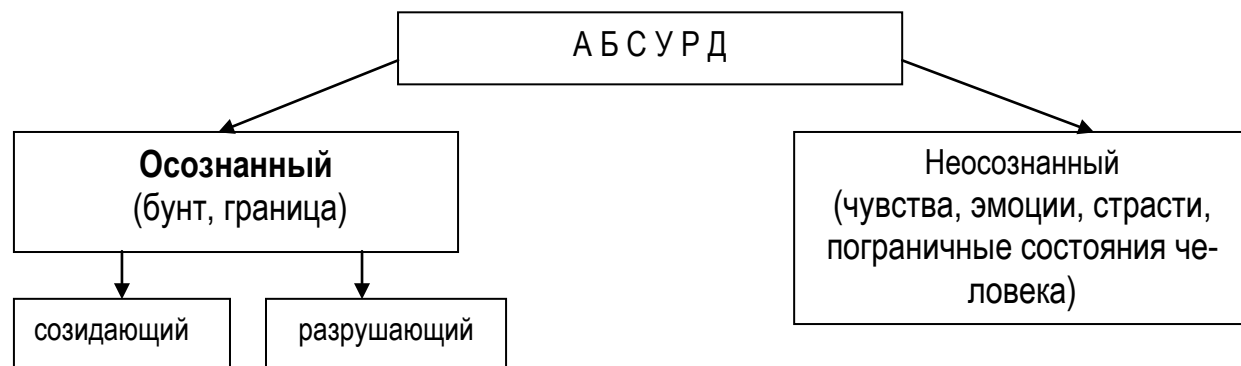 А Б С У Р Д
Осознанный
(бунт, граница)
Неосознанный
(чувства, эмоции, страсти,
пограничные состояния че-
ловека)
созидающий
разрушающий